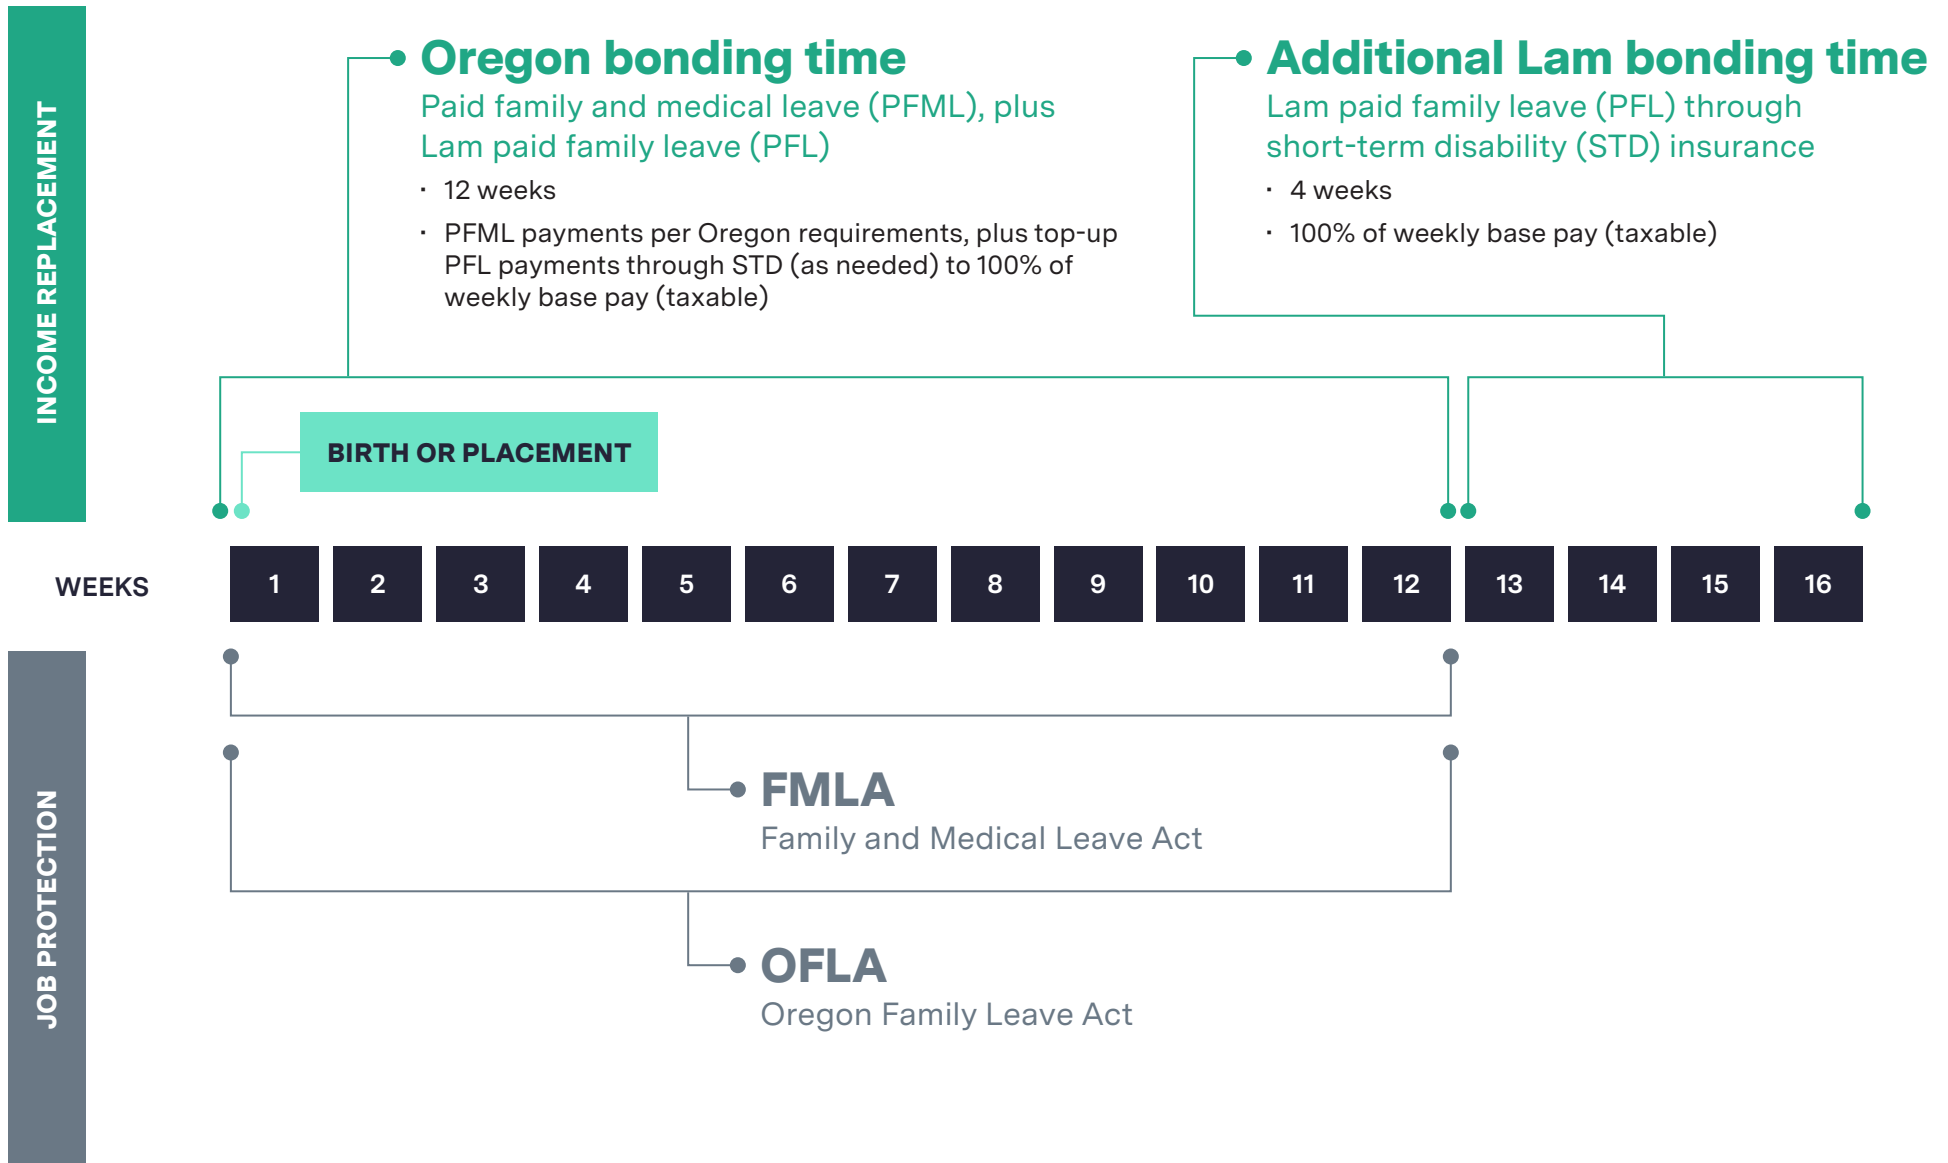 INCOME REPLACEMENT
Oregon bonding time
Paid family and medical leave (PFML), plus
Lam paid family leave (PFL)
· 12 weeks
· PFML payments per Oregon requirements, plus top-up
PFL payments through STD (as needed) to 100% of
weekly base pay (taxable)
Additional Lam bonding time
Lam paid family leave (PFL) through
short-term disability (STD) insurance
· 4 weeks
· 100% of weekly base pay (taxable)
BIRTH OR PLACEMENT
WEEKS 1 2 3 4 5 6 7 8 9 10 11 12 13 14 15 16
JOB PROTECTION
FMLA
Family and Medical Leave Act
OFLA
Oregon Family Leave Act